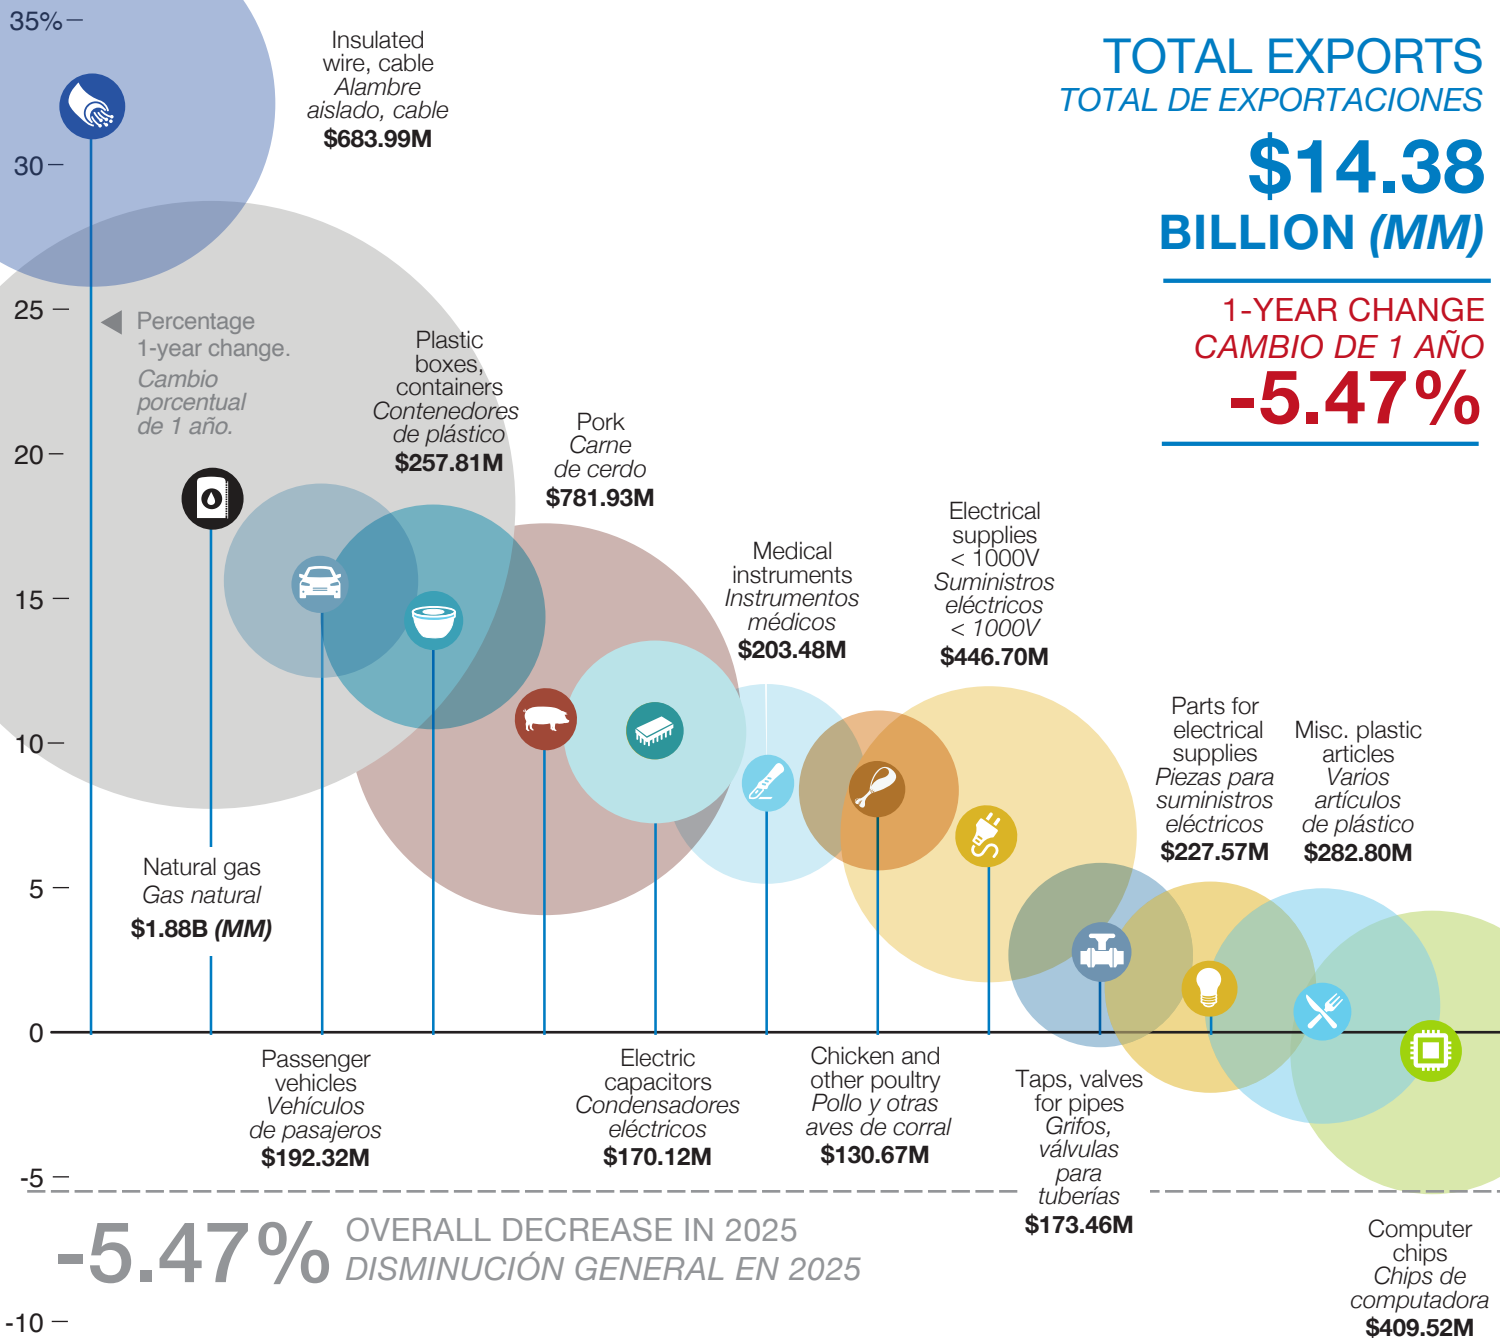 TOTAL EXPORTS
TOTAL DE EXPORTACIONES
$14.38
BILLION (MM)
1-YEAR CHANGE
CAMBIO DE 1 AÑO
-5.47%
35%
30
25
20
15
10
5
0
-5
-10
Percentage
1-year change.
Cambio
porcentual
de 1 año.
Insulated
wire, cable
Alambre
aislado, cable
$683.99M
Natural gas
Gas natural
$1.88B (MM)
Passenger
vehicles
Vehículos
de pasajeros
$192.32M
Plastic
boxes,
containers
Contenedores
de plástico
$257.81M
Pork
Carne
de cerdo
$781.93M
Electric
capacitors
Condensadores
eléctricos
$170.12M
Medical
instruments
Instrumentos
médicos
$203.48M
Chicken and
other poultry
Pollo y otras
aves de corral
$130.67M
Electrical
supplies
< 1000V
Suministros
eléctricos
< 1000V
$446.70M
Taps, valves
for pipes
Grifos,
válvulas
para
tuberías
$173.46M
Parts for
electrical
supplies
Piezas para
suministros
eléctricos
$227.57M
Misc. plastic
articles
Varios
artículos
de plástico
$282.80M
Computer
chips
Chips de
computadora
$409.52M
-5.47%
OVERALL DECREASE IN 2025
DISMINUCIÓN GENERAL EN 2025